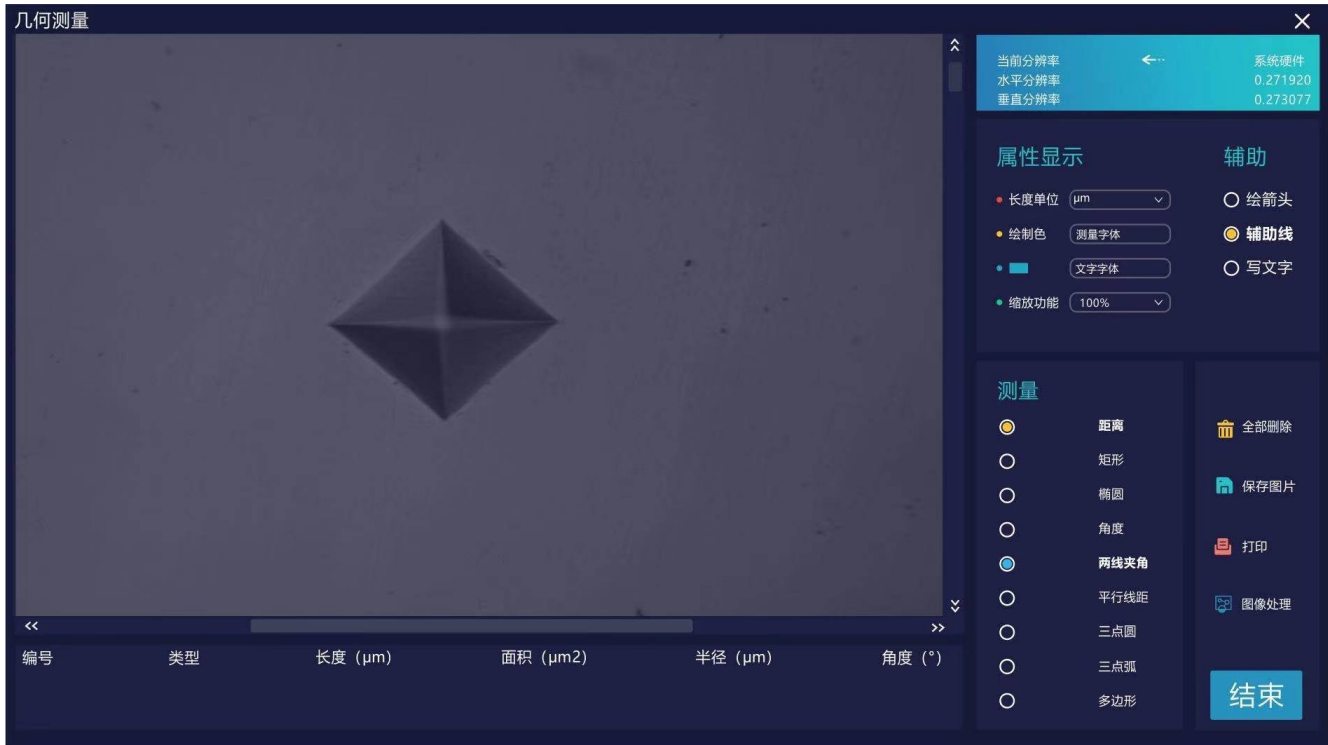 几何测量
当前分辨率 系统硬件
水平分辨率 0.271920
垂直分辨率 0.273077
属性显示
长度单位 μm
绘制色 测量字体
文字字体
缩放功能 100%
辅助
绘箭头
辅助线
写文字
测量
距离
矩形
椭圆
角度
两线夹角
平行线距
三点圆
三点弧
多边形
全部删除
保存图片
打印
图像处理
结束
编号 类型 长度（μm） 面积（μm2） 半径（μm） 角度（°）